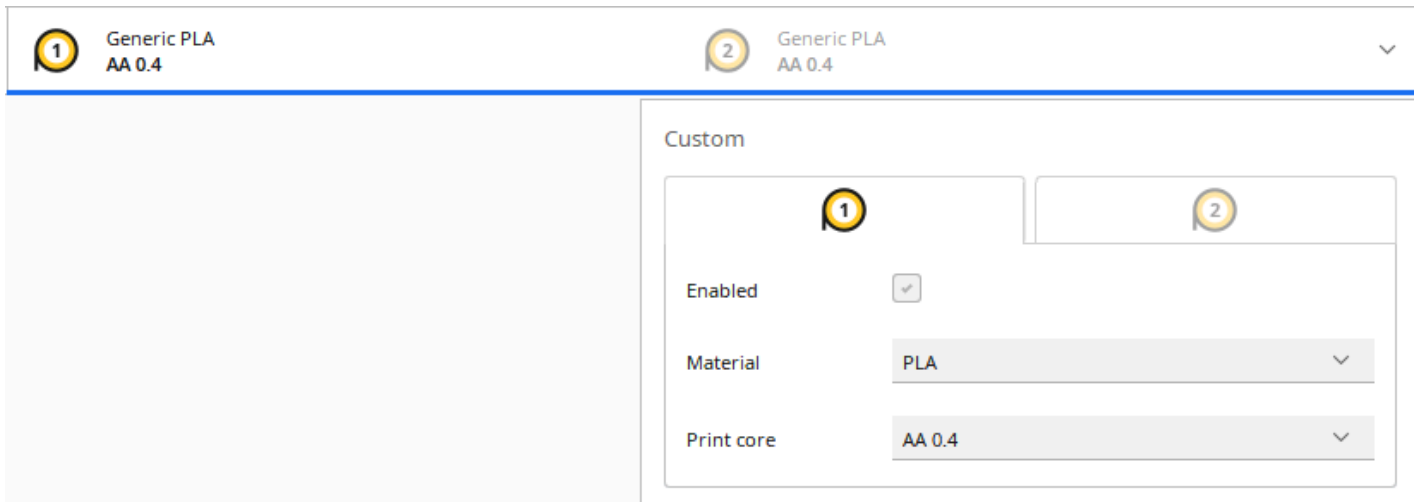 1
Generic PLA
AA 0.4
2
Generic PLA
AA 0.4
Custom
1
2
Enabled
Material
PLA
Print core
AA 0.4